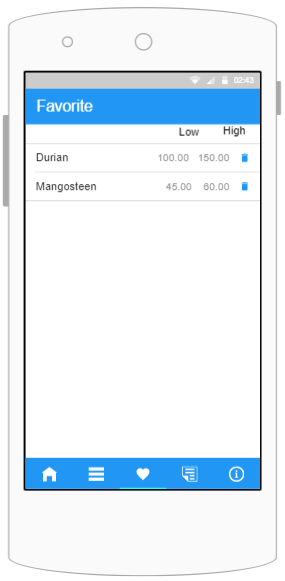 02:43
Favorite
Low High
Durian 100.00 150.00
Mangosteen 45.00 60.00